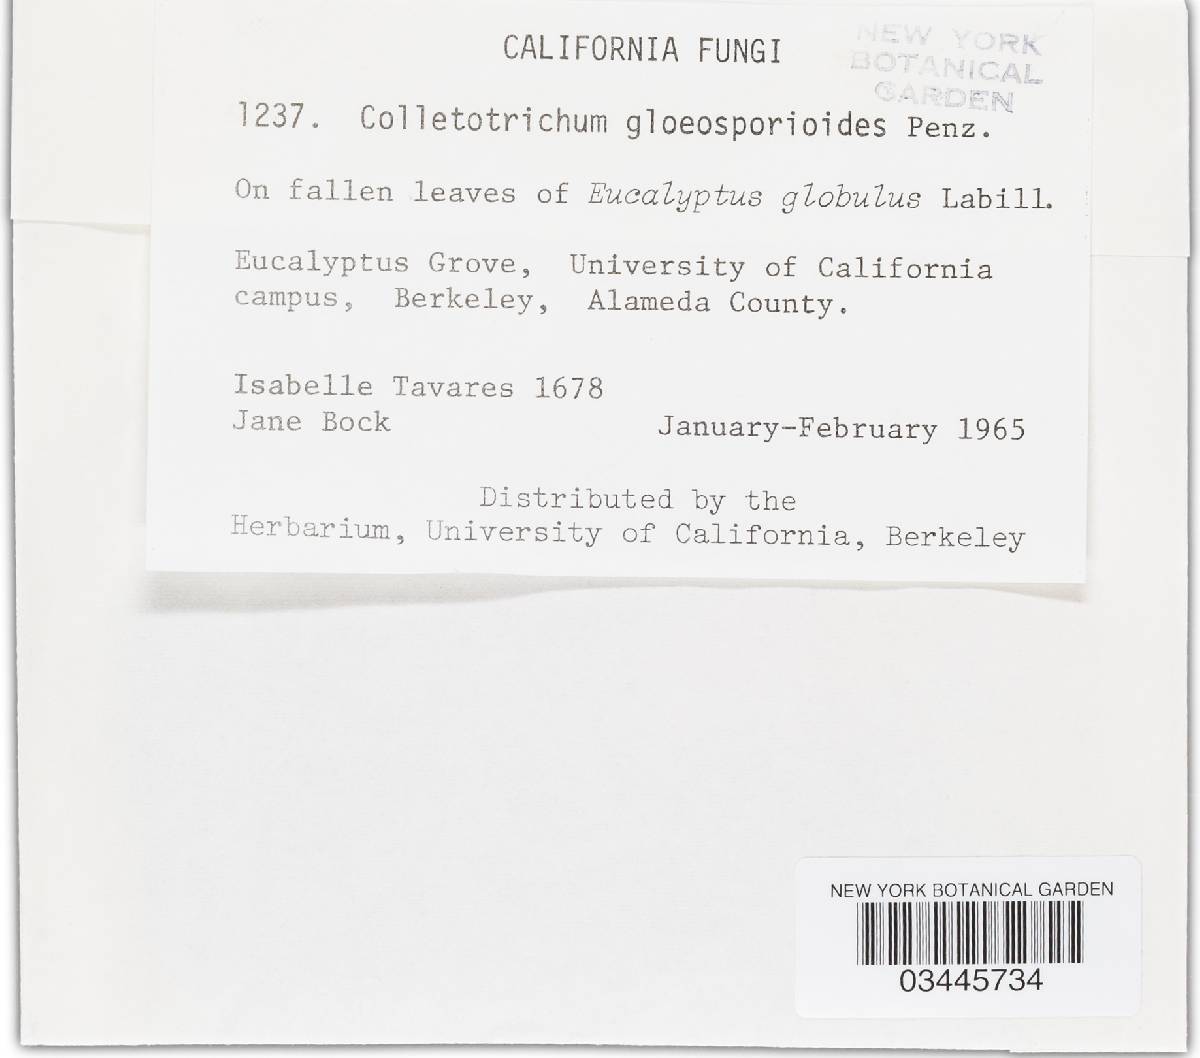 CALIFORNIA FUNGI
NEW YORK
BOTANICAL
GARDEN
1237. Colletotrichum gloeosporioides Penz.
On fallen leaves of Eucalyptus globulus Labill.
Eucalyptus Grove, University of California
campus, Berkeley, Alameda County.
Isabelle Tavares 1678
Jane Bock January-February 1965
Distributed by the
Herbarium, University of California, Berkeley
NEW YORK BOTANICAL GARDEN
03445734